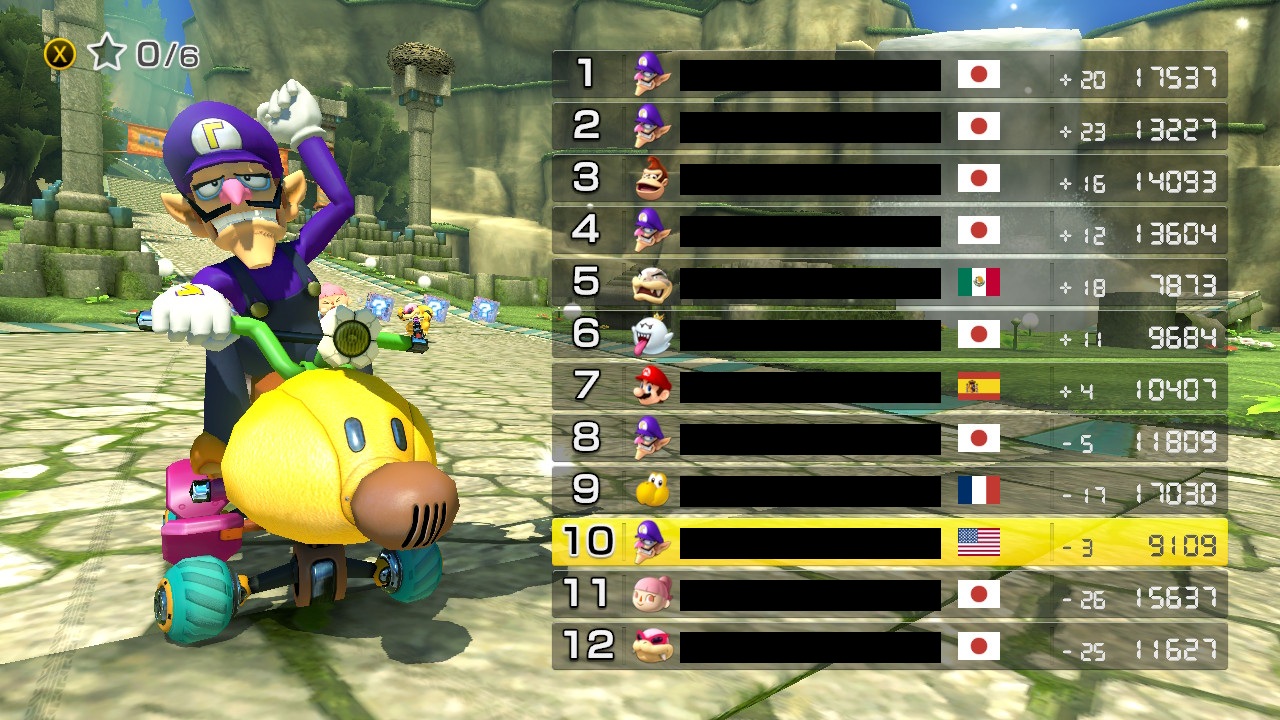 X 0/6
1 + 20 17537
2 + 23 13227
3 + 16 14093
4 + 12 13604
5 + 18 7873
6 + 11 9684
7 + 4 10407
8 - 5 11809
9 - 17 17030
10 - 3 9109
11 - 26 15637
12 - 25 11627